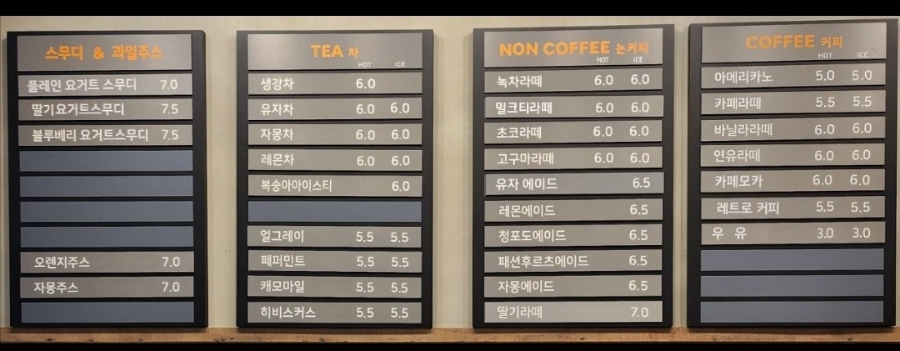 스무디 & 과일주스
플레인 요거트 스무디 7.0
딸기요거트스무디 7.5
블루베리 요거트스무디 7.5
오렌지주스 7.0
자몽주스 7.0
TEA 차
HOT ICE
생강차 6.0
유자차 6.0 6.0
자몽차 6.0 6.0
레몬차 6.0 6.0
복숭아아이스티 6.0
얼그레이 5.5 5.5
페퍼민트 5.5 5.5
캐모마일 5.5 5.5
히비스커스 5.5 5.5
NON COFFEE 논커피
HOT ICE
녹차라떼 6.0 6.0
밀크티라떼 6.0 6.0
초코라떼 6.0 6.0
고구마라떼 6.0 6.0
유자 에이드 6.5
레몬에이드 6.5
청포도에이드 6.5
패션후르츠에이드 6.5
자몽에이드 6.5
딸기라떼 7.0
COFFEE 커피
HOT ICE
아메리카노 5.0 5.0
카페라떼 5.5 5.5
바닐라라떼 6.0 6.0
연유라떼 6.0 6.0
카페모카 6.0 6.0
레트로 커피 5.5 5.5
우 유 3.0 3.0